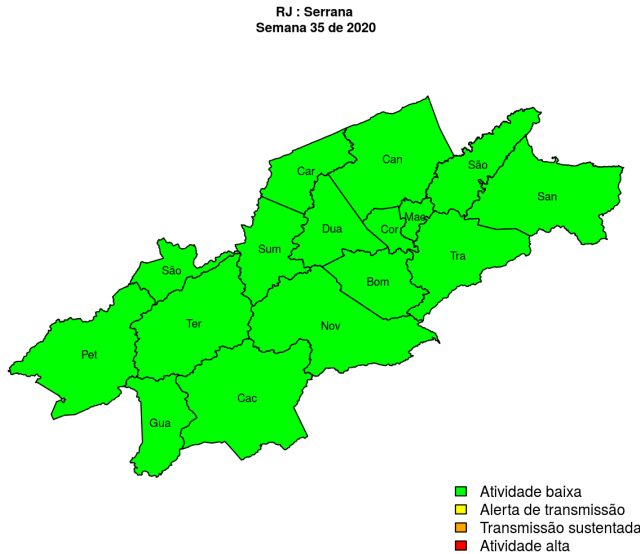 RJ : Serrana
Semana 35 de 2020
Can
São
Car
San
Mac
Dua
Cor
Sum
Tra
São
Bom
Ter
Nov
Pet
Cac
Gua
Atividade baixa
Alerta de transmissão
Transmissão sustentada
Atividade alta